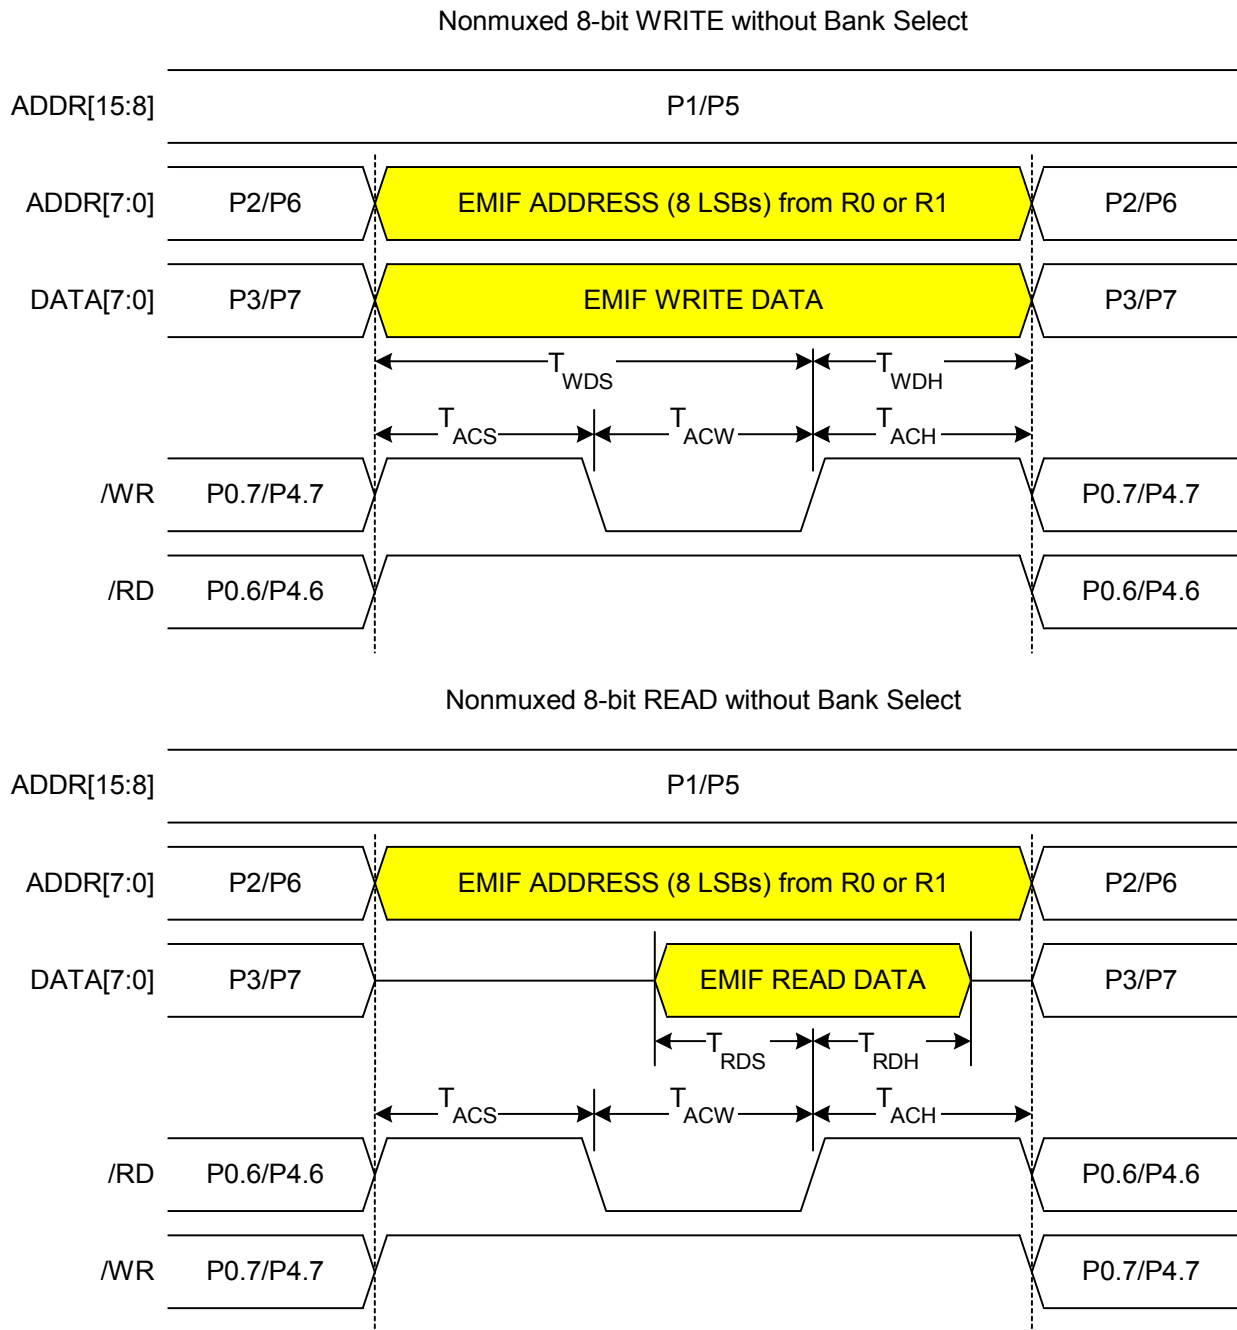 Nonmuxed 8-bit WRITE without Bank Select
ADDR[15:8] P1/P5
ADDR[7:0] P2/P6 EMIF ADDRESS (8 LSBs) from R0 or R1 P2/P6
DATA[7:0] P3/P7 EMIF WRITE DATA P3/P7
TWDS TWDH
TACS TACW TACH
/WR P0.7/P4.7 P0.7/P4.7
/RD P0.6/P4.6 P0.6/P4.6
Nonmuxed 8-bit READ without Bank Select
ADDR[15:8] P1/P5
ADDR[7:0] P2/P6 EMIF ADDRESS (8 LSBs) from R0 or R1 P2/P6
DATA[7:0] P3/P7 EMIF READ DATA P3/P7
TRDS TRDH
TACS TACW TACH
/RD P0.6/P4.6 P0.6/P4.6
/WR P0.7/P4.7 P0.7/P4.7